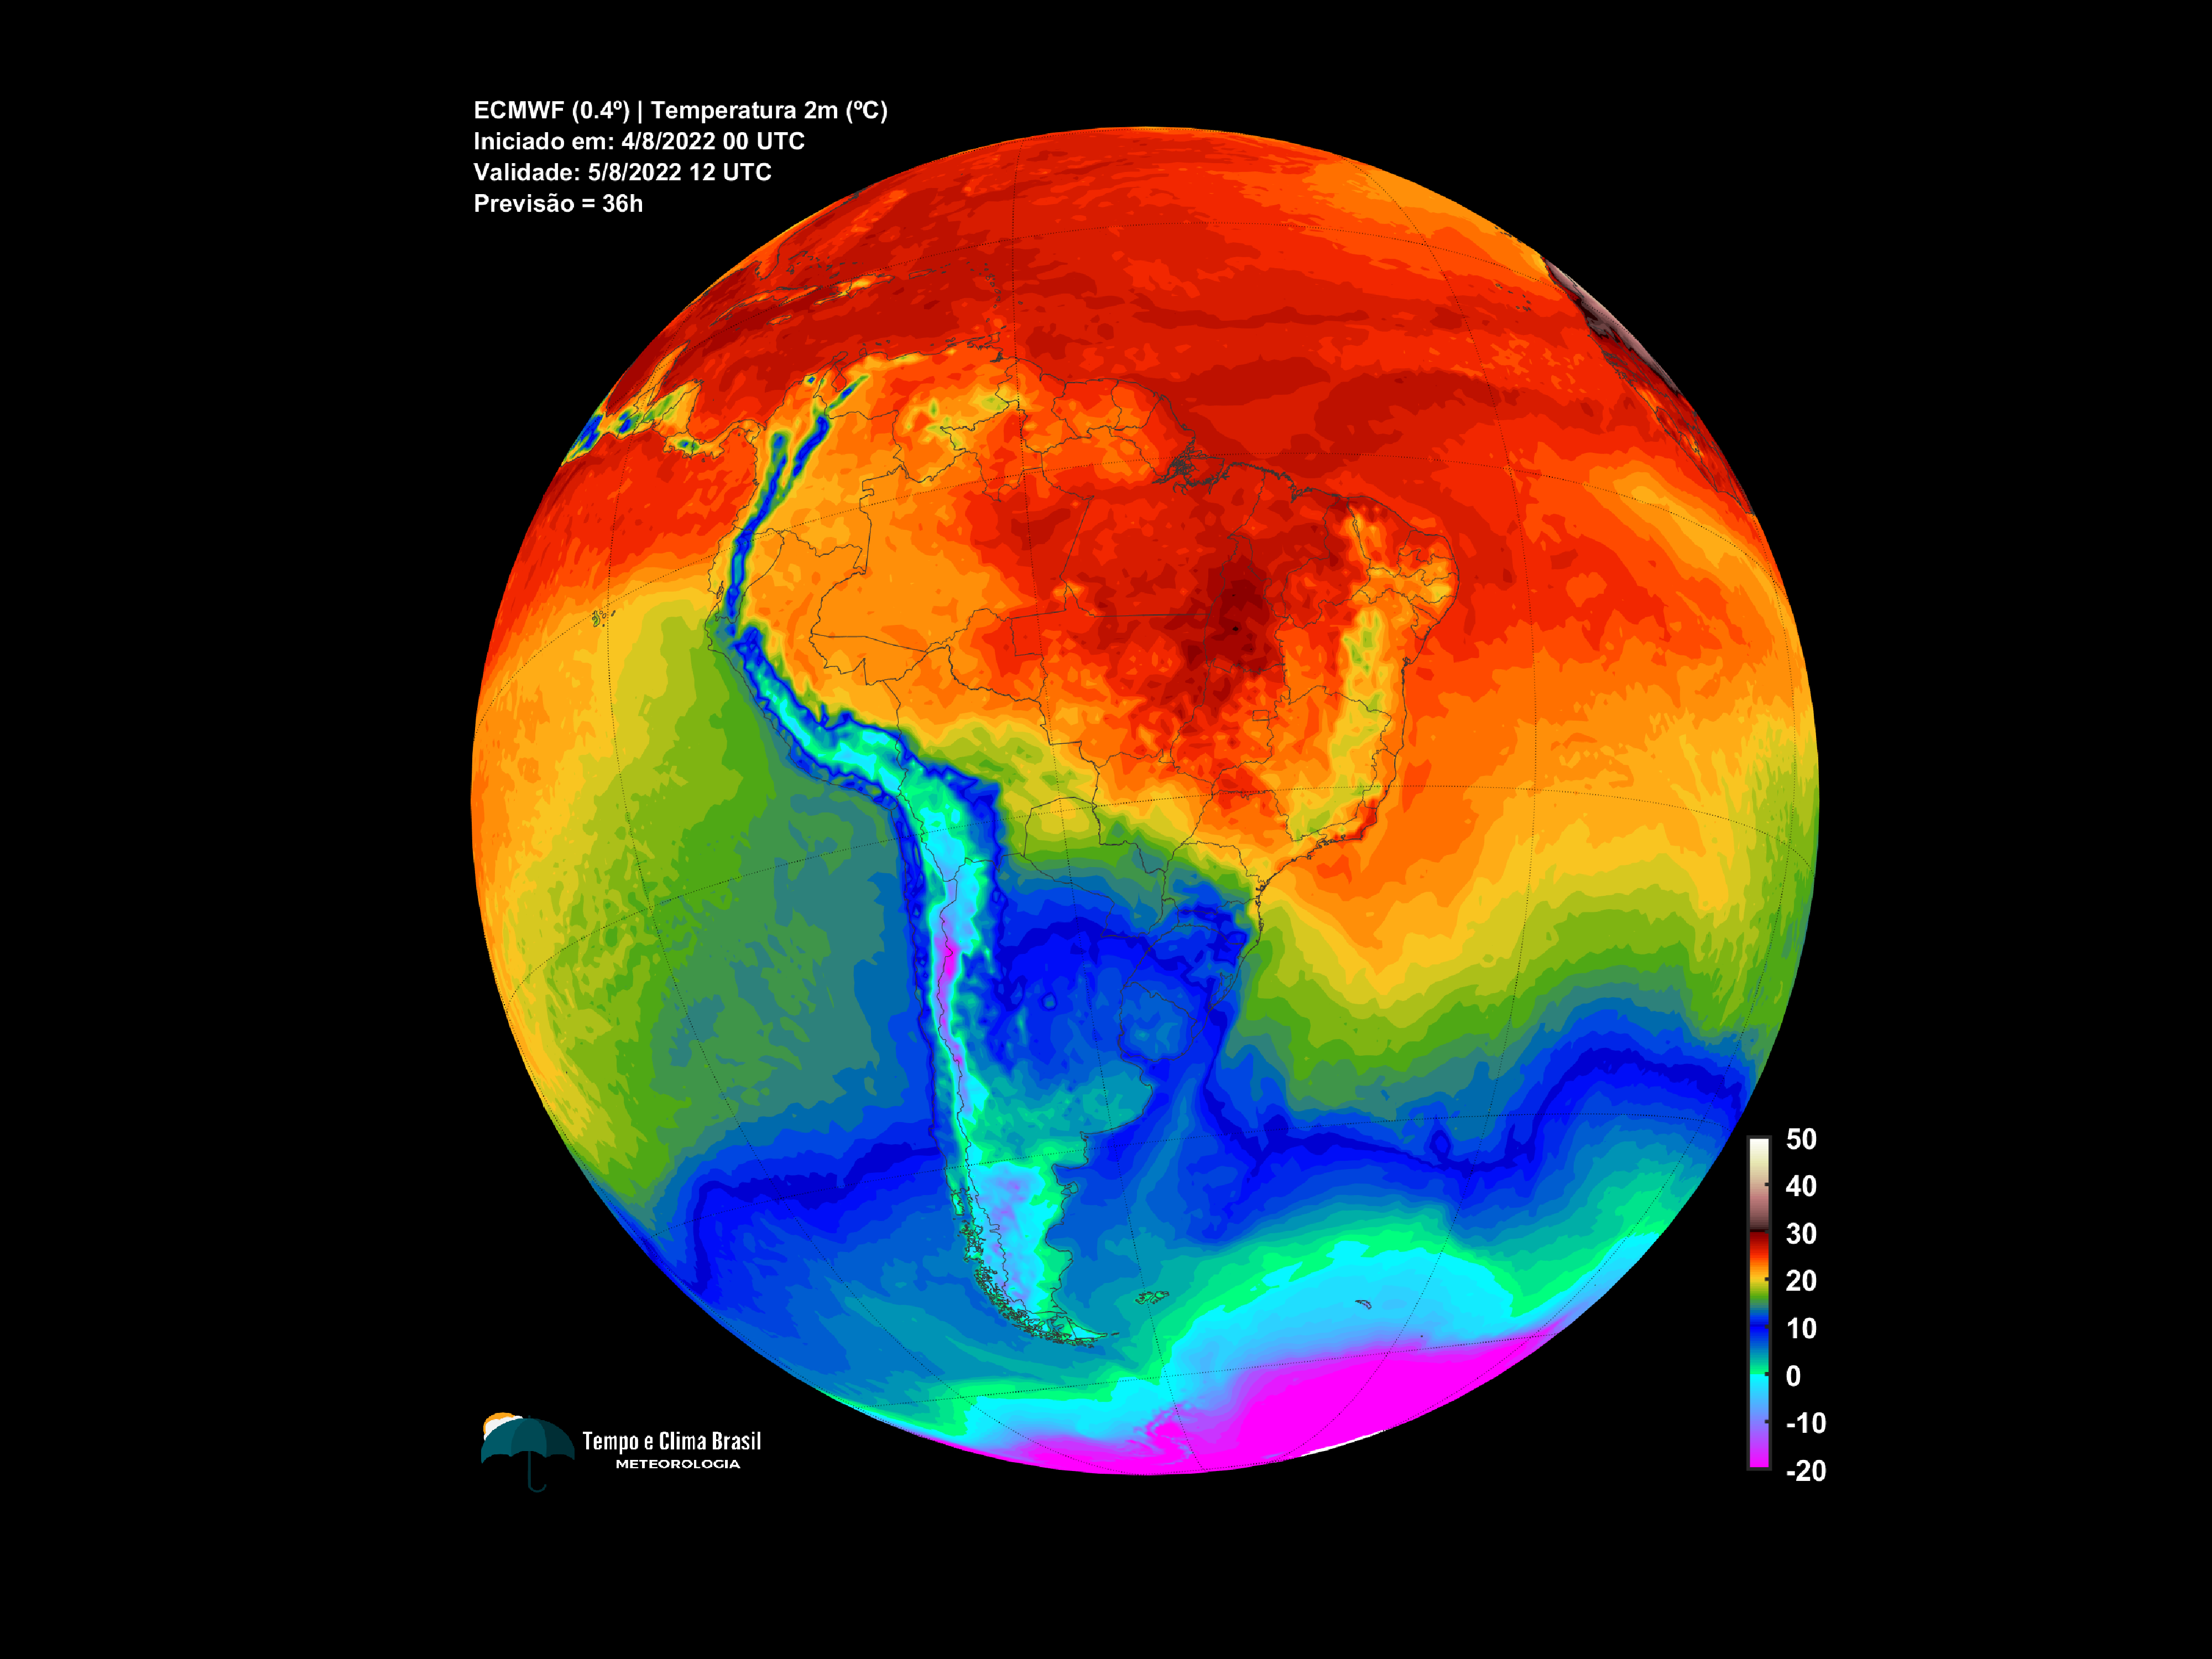 ECMWF (0.4º) | Temperatura 2m (ºC)
Iniciado em: 4/8/2022 00 UTC
Validade: 5/8/2022 12 UTC
Previsão = 36h
50
40
30
20
10
0
-10
-20
Tempo e Clima Brasil
METEOROLOGIA